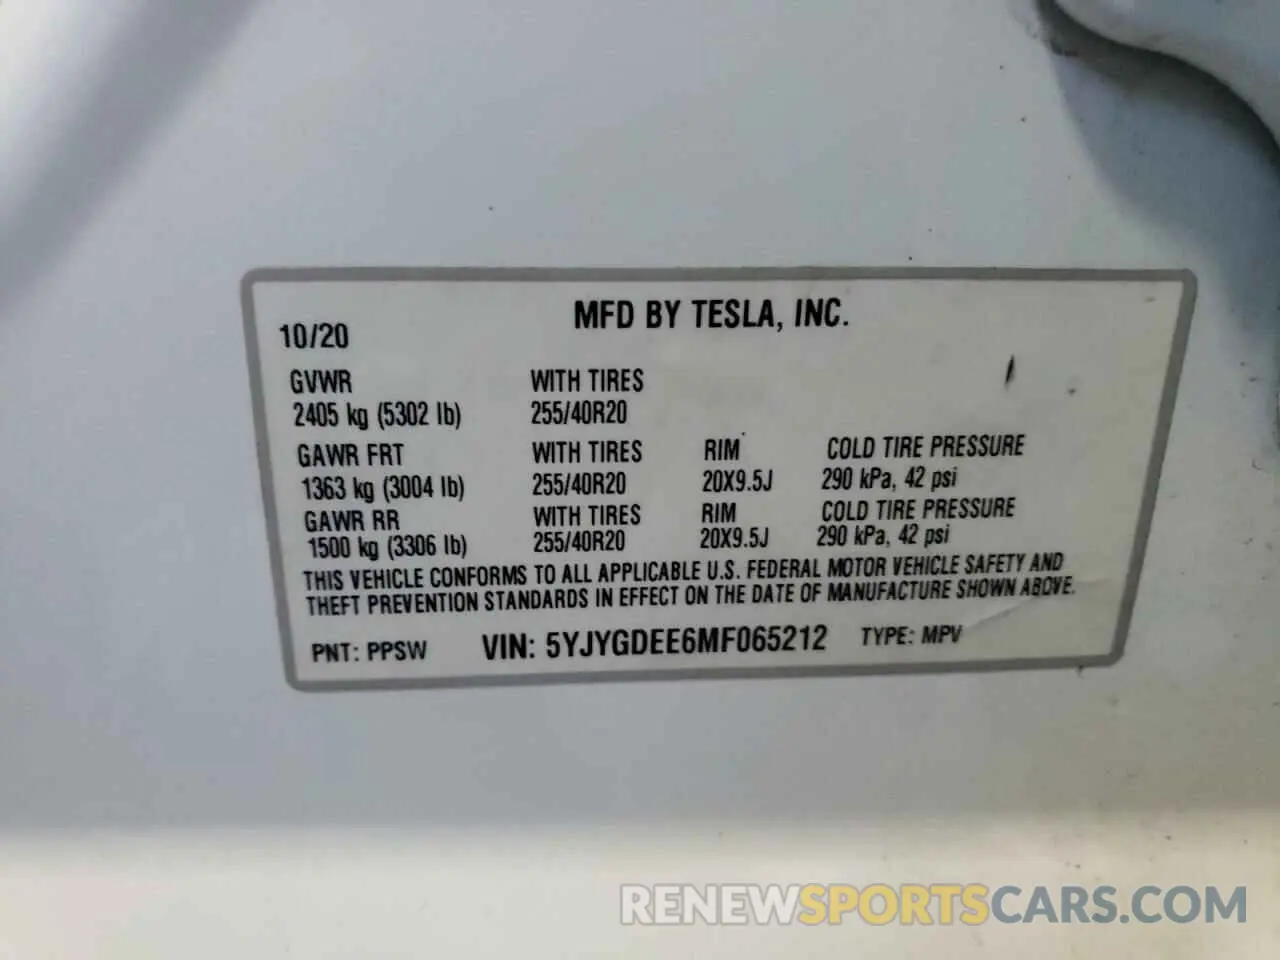 MFD BY TESLA, INC.
10/20
GVWR WITH TIRES
2405 kg (5302 lb) 255/40R20
GAWR FRT WITH TIRES RIM COLD TIRE PRESSURE
1363 kg (3004 lb) 255/40R20 20X9.5J 290 kPa, 42 psi
GAWR RR WITH TIRES RIM COLD TIRE PRESSURE
1500 kg (3306 lb) 255/40R20 20X9.5J 290 kPa, 42 psi
THIS VEHICLE CONFORMS TO ALL APPLICABLE U.S. FEDERAL MOTOR VEHICLE SAFETY AND
THEFT PREVENTION STANDARDS IN EFFECT ON THE DATE OF MANUFACTURE SHOWN ABOVE.
PNT: PPSW VIN: 5YJYGDEE6MF065212 TYPE: MPV
RENEWSPORTSCARS.COM